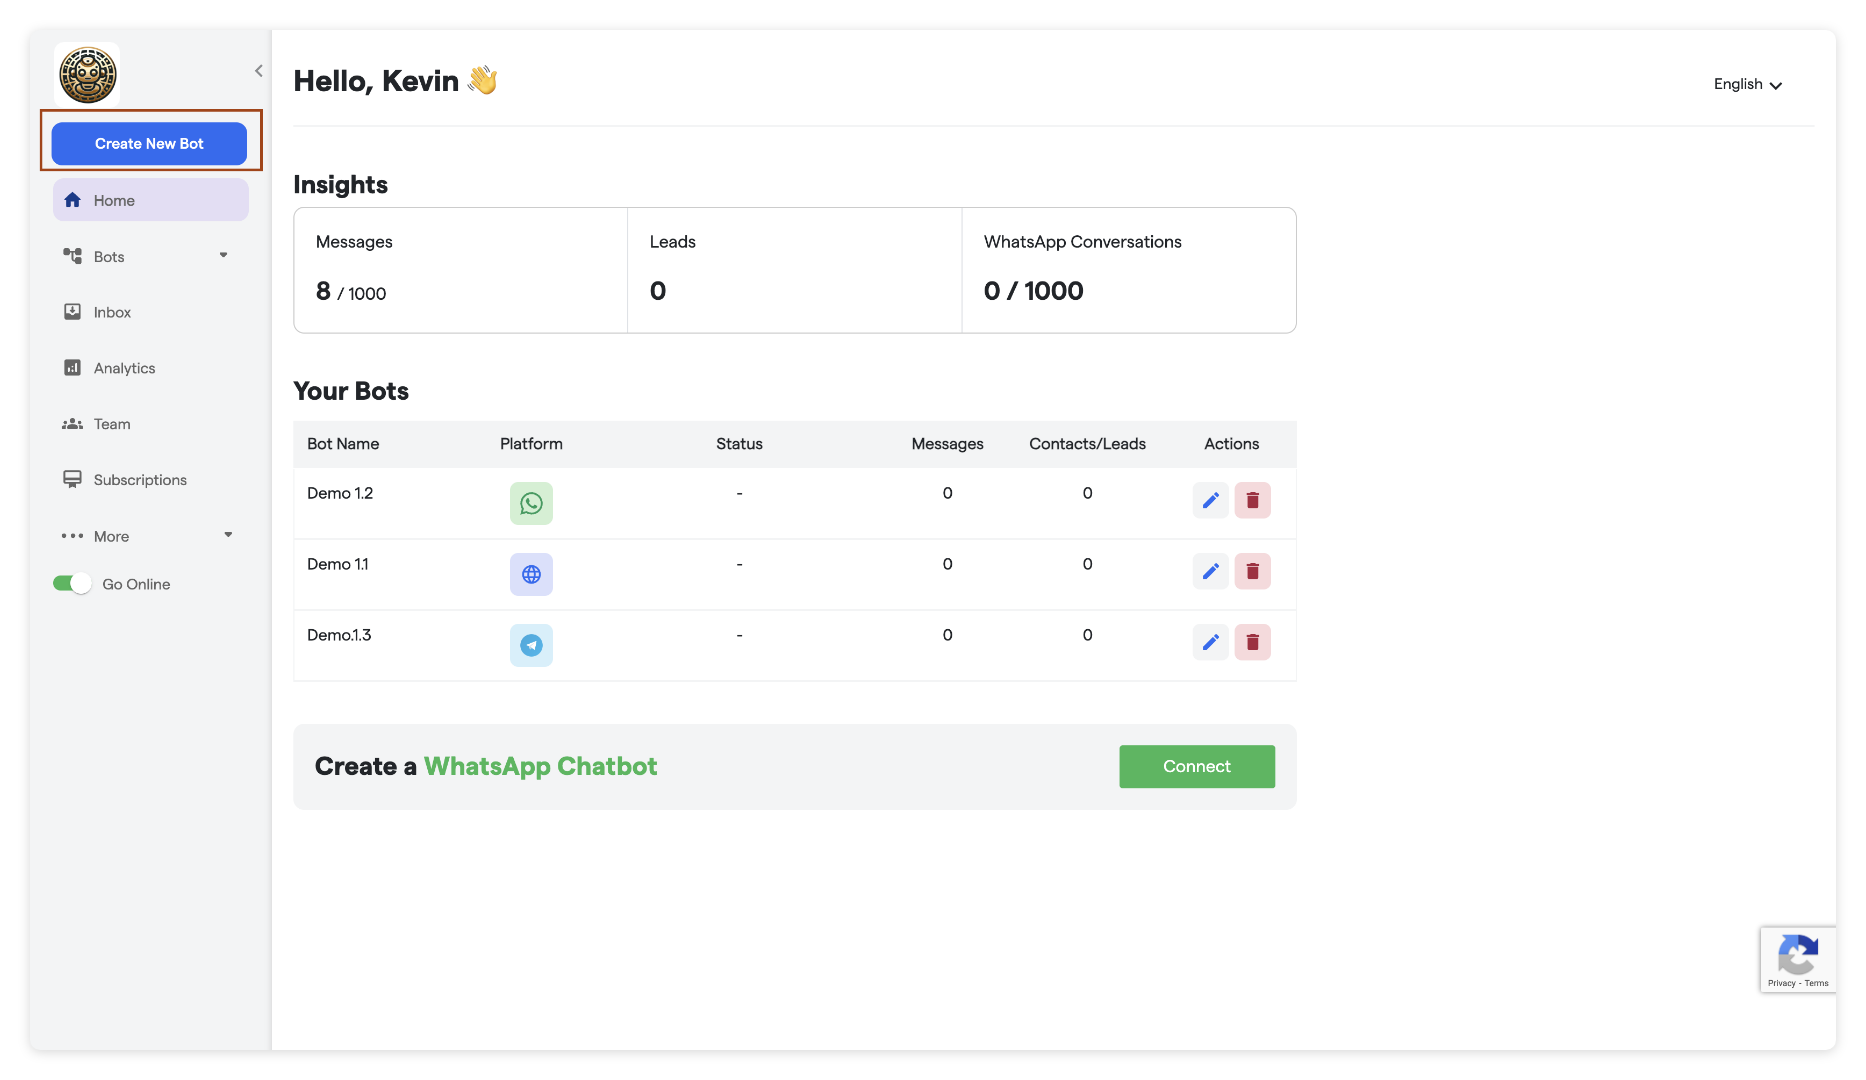 Create New Bot
Home
Bots
Inbox
Analytics
Team
Subscriptions
More
Go Online
Hello, Kevin 👋
English
Insights
Messages
8 / 1000
Leads
0
WhatsApp Conversations
0 / 1000
Your Bots
Bot Name Platform Status Messages Contacts/Leads Actions
Demo 1.2 - 0 0
Demo 1.1 - 0 0
Demo.1.3 - 0 0
Create a WhatsApp Chatbot
Connect
Privacy - Terms